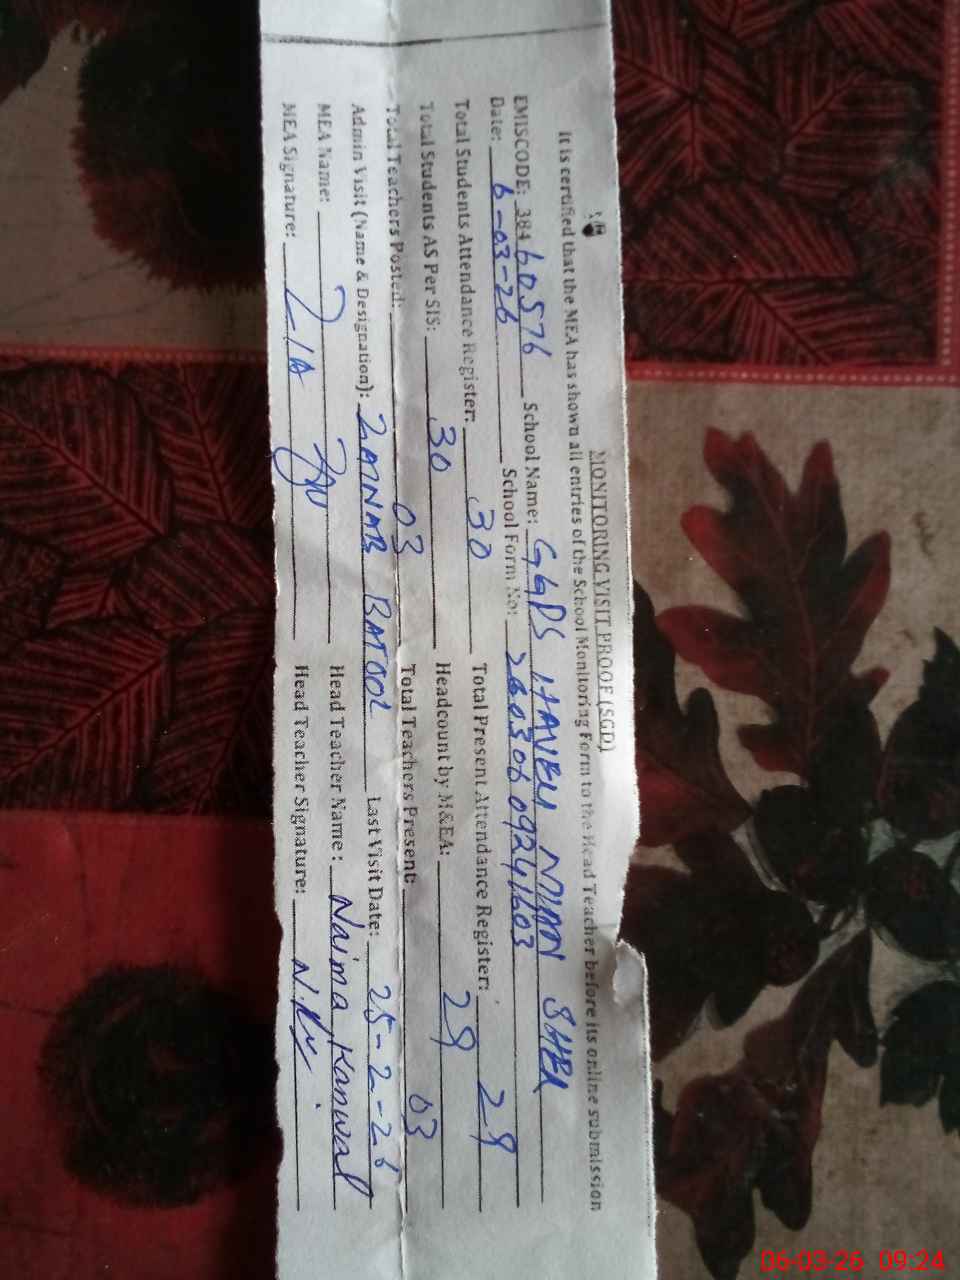 MONITORING VISIT PROOF (SGD)
It is certified that the MEA has shown all entries of the School Monitoring Form to the Head Teacher before its online submission
EMISCODE: 38460576 School Name: GGPS MIAN SHER
Date: 6-03-26 School Form No: 26030609241603
Total Students Attendance Register: 30 Total Present Attendance Register: 29
Total Students AS Per SIS: 30 Headcount by M&EA: 29
Total Teachers Posted: 03 Total Teachers Present: 03
Admin Visit (Name & Designation): ZAINAB BATOOL Last Visit Date: 25-2-26
MEA Name: Head Teacher Name: Naima Kanwal
MEA Signature: Head Teacher Signature:
06-03-26 09:24